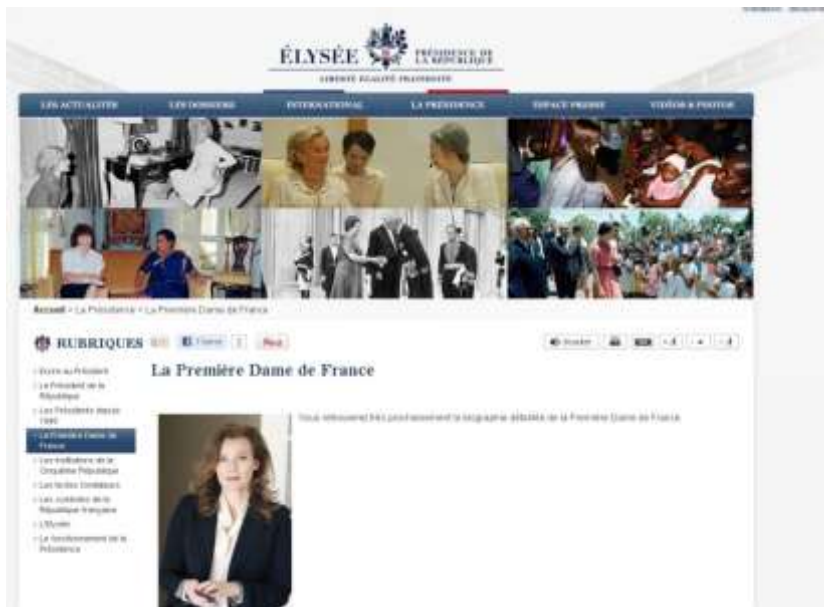 ÉLYSÉE
PRÉSIDENCE DE
LA RÉPUBLIQUE
LIBERTÉ ÉGALITÉ FRATERNITÉ
LES ACTUALITÉS
LES DOSSIERS
INTERNATIONAL
LA PRÉSIDENCE
ESPACE PRESSE
VIDÉOS & PHOTOS
Accueil > La Présidence > La Première Dame de France
RUBRIQUES
La Première Dame de France
Vous retrouverez très prochainement la biographie détaillée de la Première Dame de France.
Ecrire au Président
Le Président de la
République
Les Présidents depuis
La Première Dame de
France
Les Institutions de la
Cinquième République
Les textes fondateurs
Les symboles de la
République française
L'Elysée
Le fonctionnement de la
Présidence